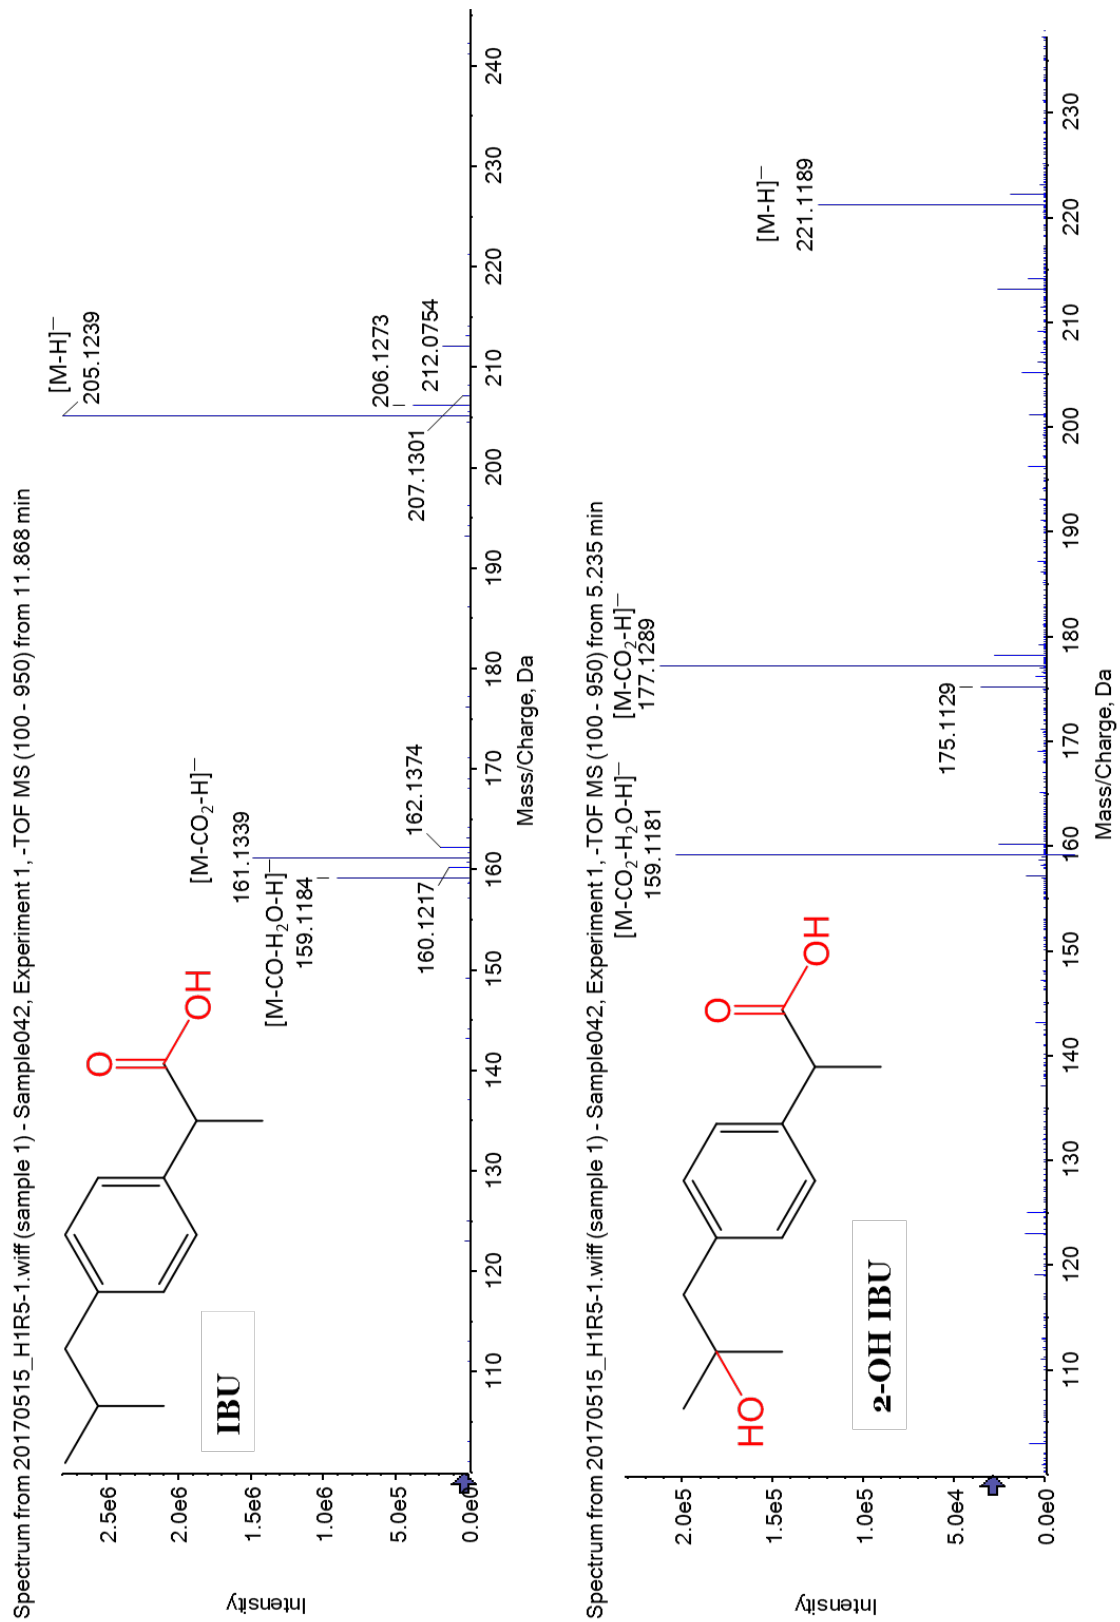 Spectrum from 20170515_H1R5-1.wiff (sample 1) - Sample042, Experiment 1, -TOF MS (100 - 950) from 11.868 min
[M-H]⁻
205.1239
206.1273
207.1301
212.0754
[M-CO₂-H]⁻
161.1339
[M-CO-H₂O-H]⁻
159.1184
160.1217
162.1374
O
OH
IBU
Intensity
2.5e6
2.0e6
1.5e6
1.0e6
5.0e5
0.0e0
110 120 130 140 150 160 170 180 190 200 210 220 230 240
Mass/Charge, Da
Spectrum from 20170515_H1R5-1.wiff (sample 1) - Sample042, Experiment 1, -TOF MS (100 - 950) from 5.235 min
[M-CO₂-H₂O-H]⁻
159.1181
[M-CO₂-H]⁻
177.1289
175.1129
[M-H]⁻
221.1189
O
OH
HO
2-OH IBU
Intensity
2.0e5
1.5e5
1.0e5
5.0e4
0.0e0
110 120 130 140 150 160 170 180 190 200 210 220 230
Mass/Charge, Da